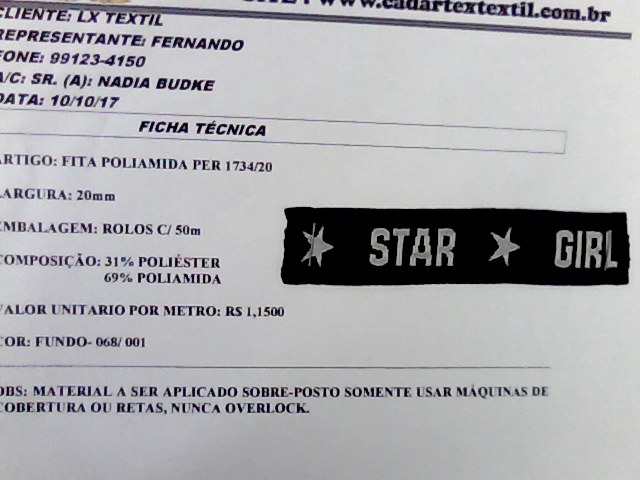 www.cadartextextil.com.br
CLIENTE: LX TEXTIL
REPRESENTANTE: FERNANDO
FONE: 99123-4150
A/C: SR. (A): NADIA BUDKE
DATA: 10/10/17
FICHA TÉCNICA
ARTIGO: FITA POLIAMIDA PER 1734/20
LARGURA: 20mm
EMBALAGEM: ROLOS C/ 50m
COMPOSIÇÃO: 31% POLIÉSTER
69% POLIAMIDA
STAR GIRL
VALOR UNITARIO POR METRO: R$ 1,1500
COR: FUNDO- 068/ 001
OBS: MATERIAL A SER APLICADO SOBRE-POSTO SOMENTE USAR MÁQUINAS DE
COBERTURA OU RETAS, NUNCA OVERLOCK.